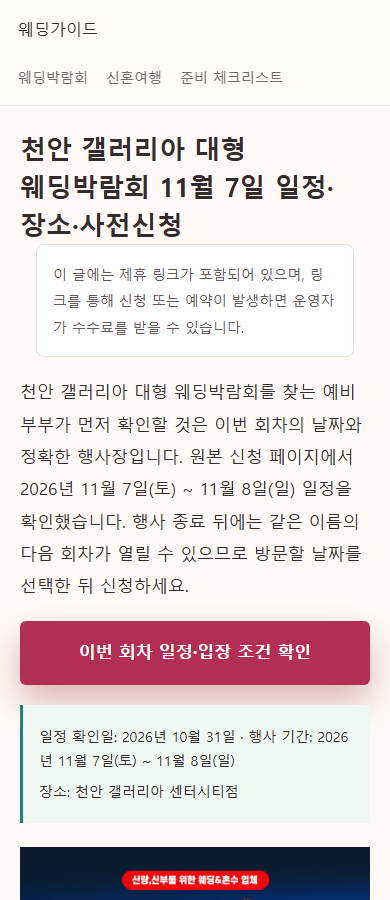 웨딩가이드
웨딩박람회 신혼여행 준비 체크리스트
천안 갤러리아 대형
웨딩박람회 11월 7일 일정·
장소·사전신청
이 글에는 제휴 링크가 포함되어 있으며, 링
크를 통해 신청 또는 예약이 발생하면 운영자
가 수수료를 받을 수 있습니다.
천안 갤러리아 대형 웨딩박람회를 찾는 예비
부부가 먼저 확인할 것은 이번 회차의 날짜와
정확한 행사장입니다. 원본 신청 페이지에서
2026년 11월 7일(토) ~ 11월 8일(일) 일정을
확인했습니다. 행사 종료 뒤에는 같은 이름의
다음 회차가 열릴 수 있으므로 방문할 날짜를
선택한 뒤 신청하세요.
이번 회차 일정·입장 조건 확인
일정 확인일: 2026년 10월 31일 · 행사 기간: 2026
년 11월 7일(토) ~ 11월 8일(일)
장소: 천안 갤러리아 센터시티점
신랑,신부를 위한 웨딩&혼수 업체